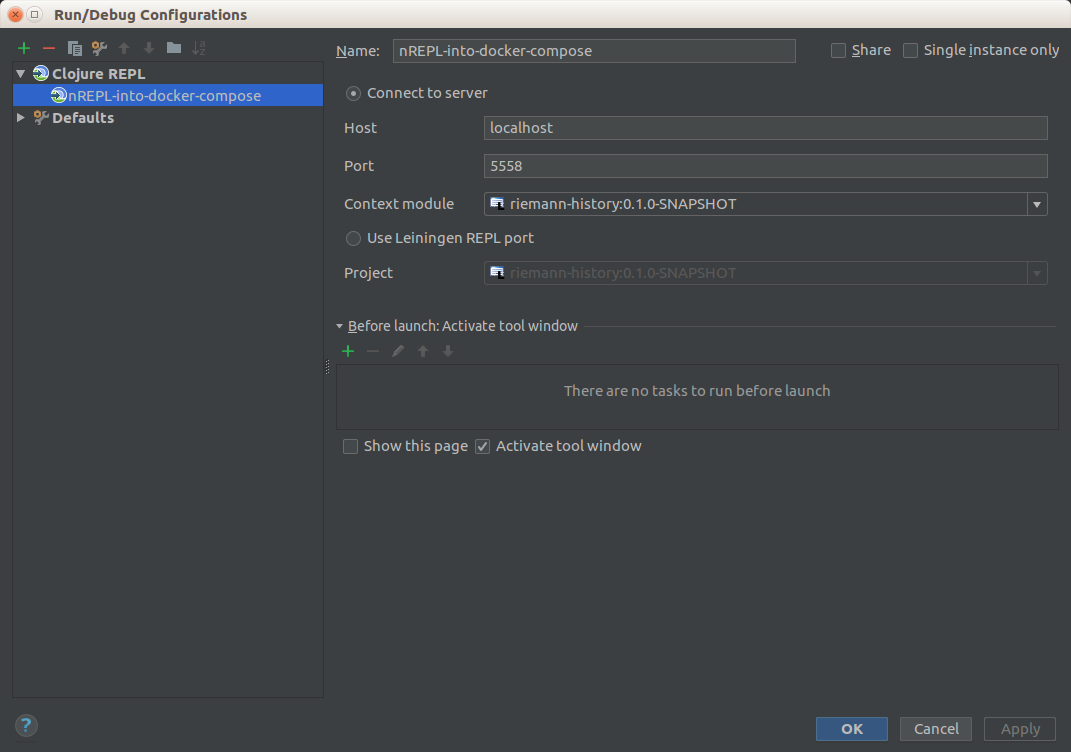 Run/Debug Configurations
Name: nREPL-into-docker-compose Share Single instance only
Clojure REPL
nREPL-into-docker-compose
Defaults
Connect to server
Host localhost
Port 5558
Context module riemann-history:0.1.0-SNAPSHOT
Use Leiningen REPL port
Project riemann-history:0.1.0-SNAPSHOT
Before launch: Activate tool window
There are no tasks to run before launch
Show this page Activate tool window
? OK Cancel Apply